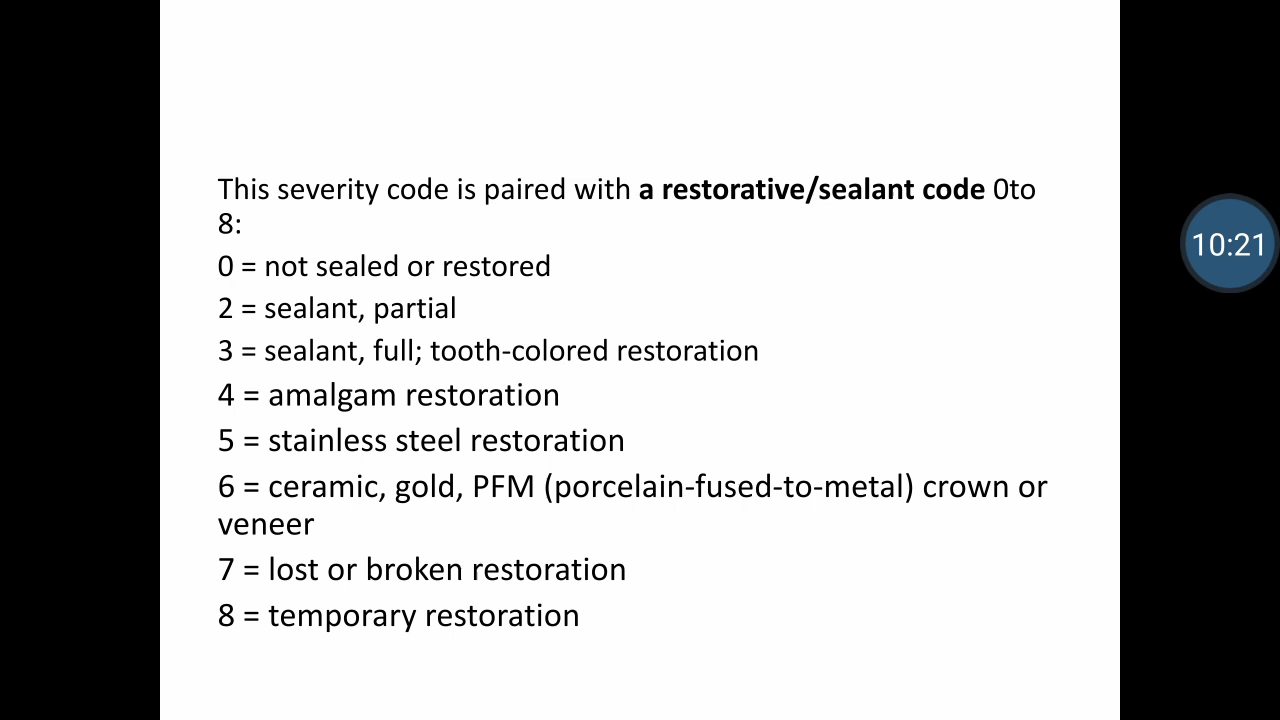 This severity code is paired with a restorative/sealant code 0to
8:
0 = not sealed or restored
2 = sealant, partial
3 = sealant, full; tooth-colored restoration
4 = amalgam restoration
5 = stainless steel restoration
6 = ceramic, gold, PFM (porcelain-fused-to-metal) crown or
veneer
7 = lost or broken restoration
8 = temporary restoration
10:21